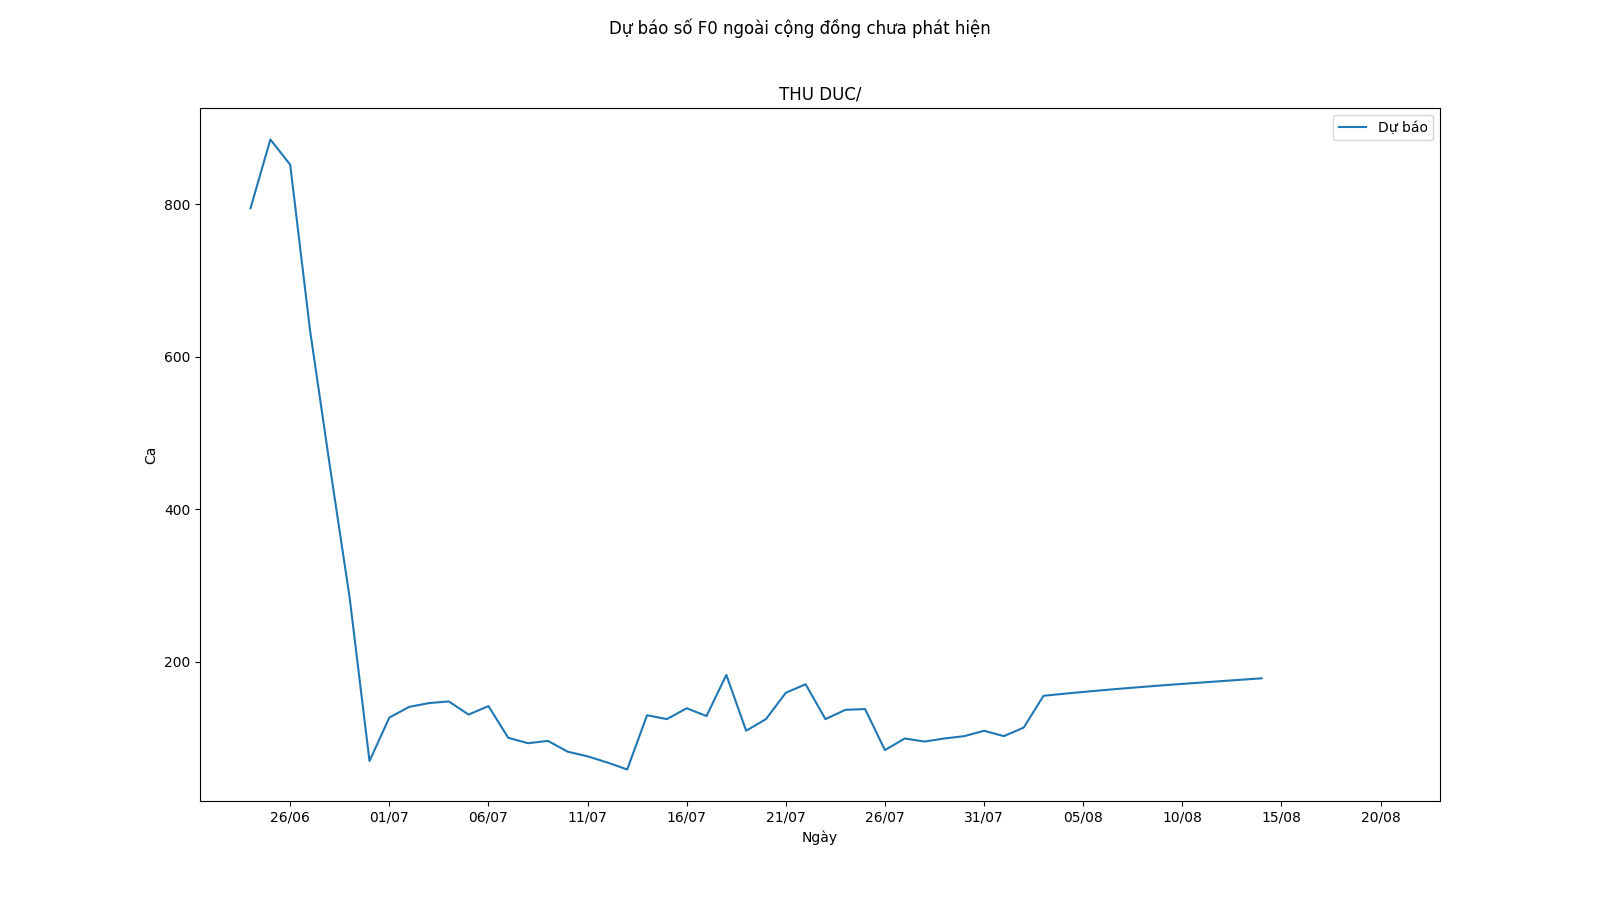 Dự báo số F0 ngoài cộng đồng chưa phát hiện
THU DUC/
Dự báo
800
600
400
200
Ca
26/06 01/07 06/07 11/07 16/07 21/07 26/07 31/07 05/08 10/08 15/08 20/08
Ngày